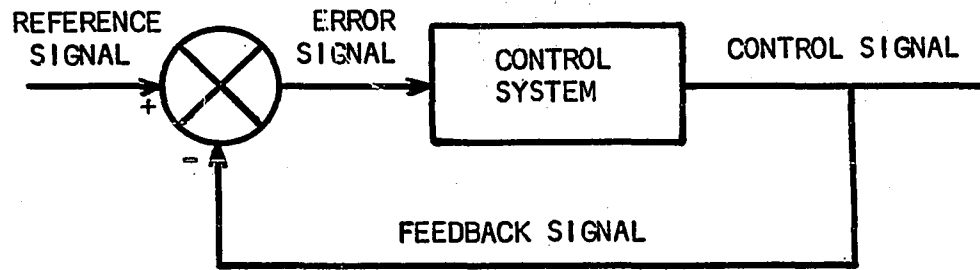 REFERENCE
SIGNAL
ERROR
SIGNAL
CONTROL
SYSTEM
CONTROL SIGNAL
+
-
FEEDBACK SIGNAL